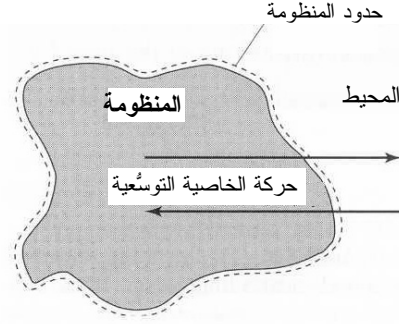 حدود المنظومة
المحيط
المنظومة
حركة الخاصية التوسُّعية